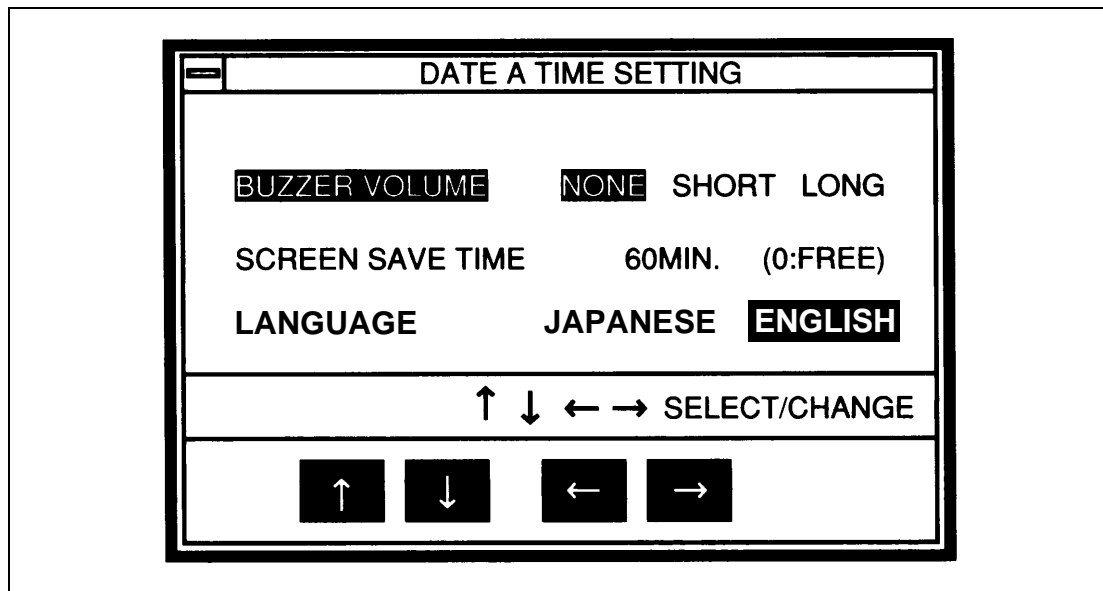 DATE A TIME SETTING
BUZZER VOLUME NONE SHORT LONG
SCREEN SAVE TIME 60MIN. (0:FREE)
LANGUAGE JAPANESE ENGLISH
↑ ↓ ← → SELECT/CHANGE
↑ ↓ ← →